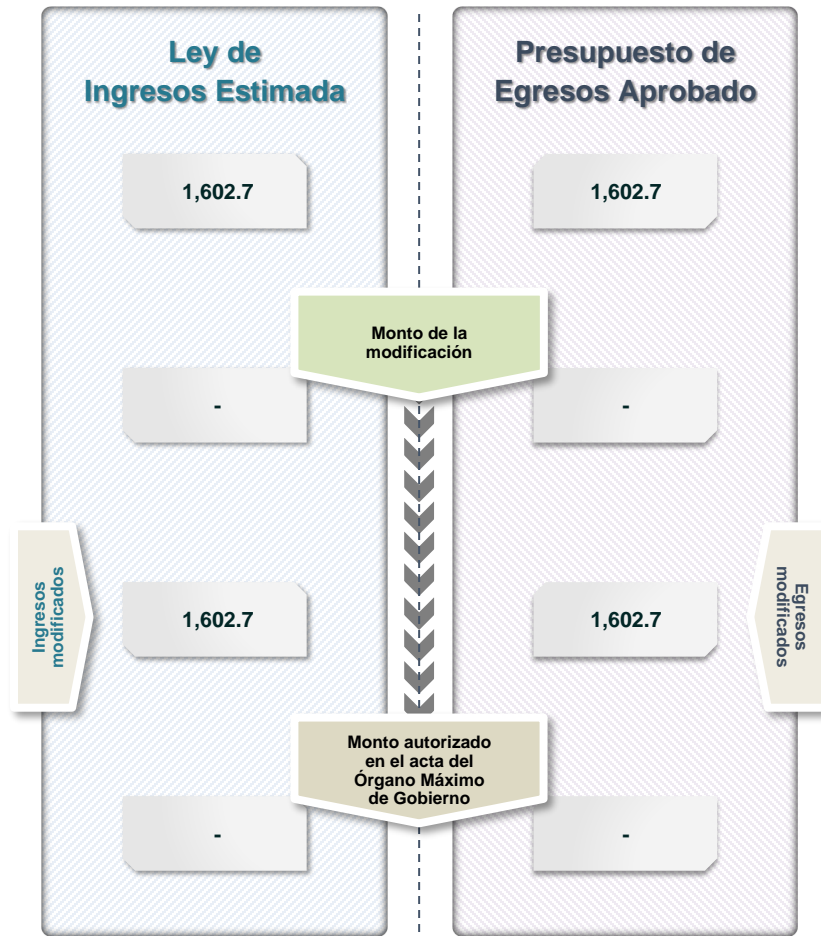 Ley de
Ingresos Estimada
Presupuesto de
Egresos Aprobado
1,602.7
1,602.7
Monto de la
modificación
-
-
Ingresos
modificados
1,602.7
1,602.7
Egresos
modificados
Monto autorizado
en el acta del
Órgano Máximo
de Gobierno
-
-